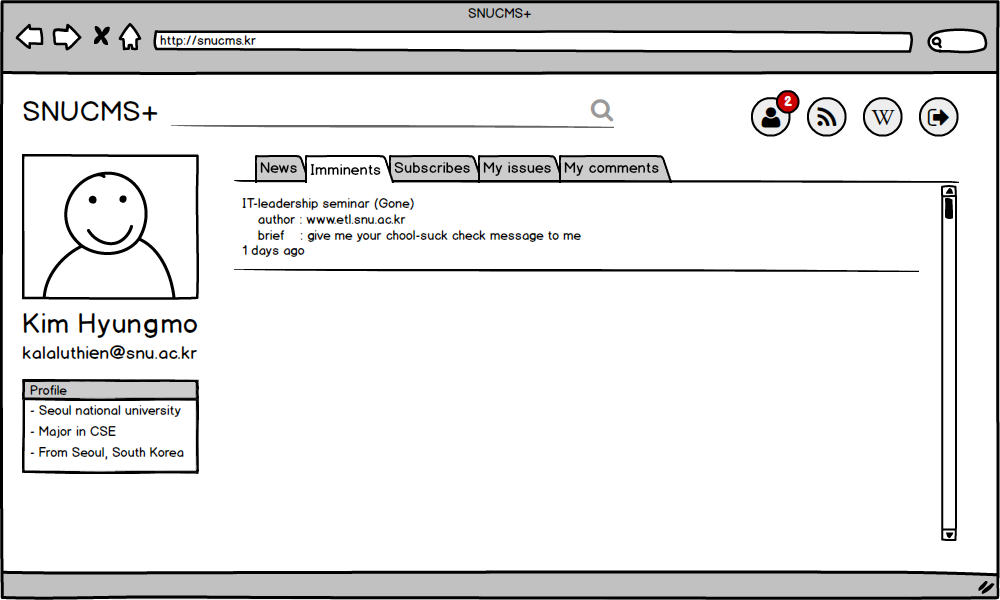 SNUCMS+
http://snucms.kr
SNUCMS+
2
W
News
Imminents
Subscribes
My issues
My comments
IT-leadership seminar (Gone)
author : www.etl.snu.ac.kr
brief : give me your chool-suck check message to me
1 days ago
Kim Hyungmo
kalaluthien@snu.ac.kr
Profile
- Seoul national university
- Major in CSE
- From Seoul, South Korea